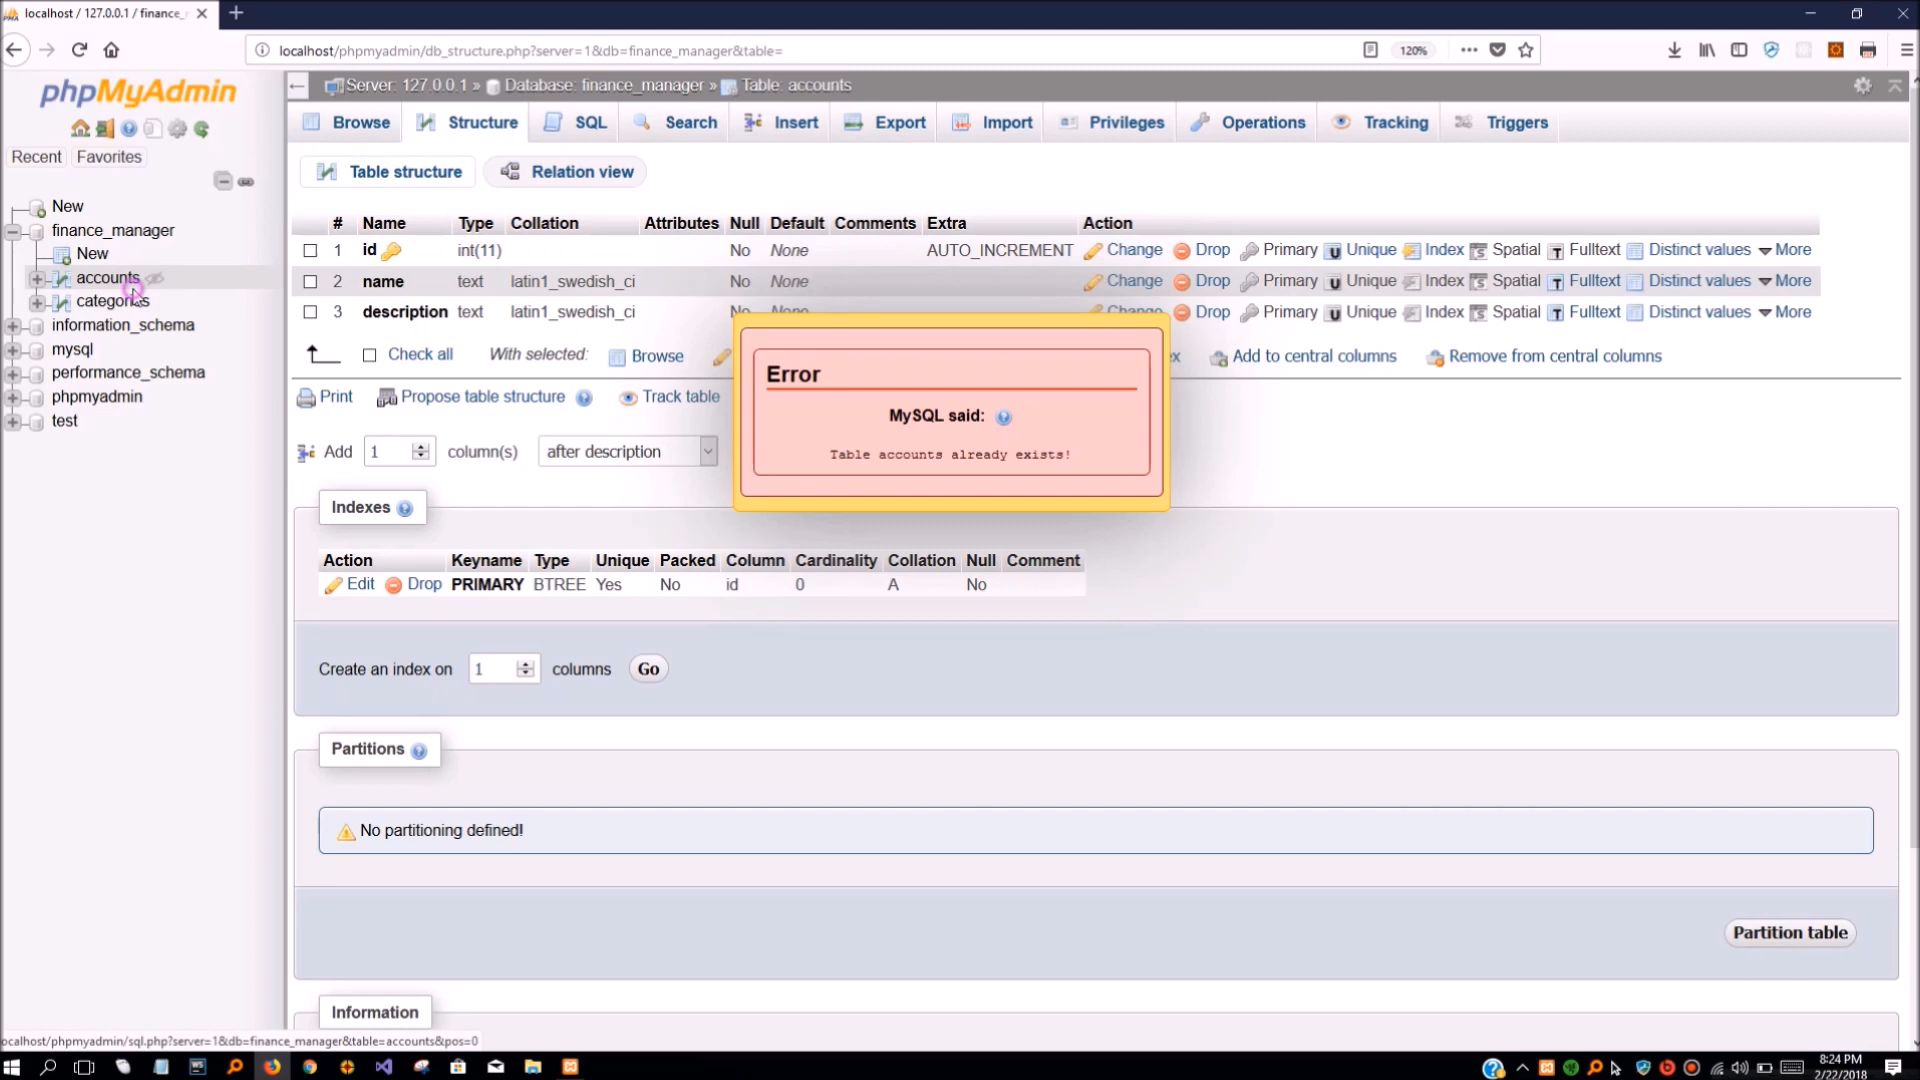 localhost / 127.0.0.1 / finance_
localhost/phpmyadmin/db_structure.php?server=1&db=finance_manager&table=
120%
phpMyAdmin
Server: 127.0.0.1 » Database: finance_manager » Table: accounts
Browse Structure SQL Search Insert Export Import Privileges Operations Tracking Triggers
Recent Favorites
Table structure Relation view
New
finance_manager
New
accounts
categories
information_schema
mysql
performance_schema
phpmyadmin
test
# Name Type Collation Attributes Null Default Comments Extra Action
1 id int(11) No None AUTO_INCREMENT Change Drop Primary Unique Index Spatial Fulltext Distinct values More
2 name text latin1_swedish_ci No None Change Drop Primary Unique Index Spatial Fulltext Distinct values More
3 description text latin1_swedish_ci No None Change Drop Primary Unique Index Spatial Fulltext Distinct values More
Check all With selected: Browse Add to central columns Remove from central columns
Print Propose table structure Track table
Add 1 column(s) after description
Error
MySQL said:
Table accounts already exists!
Indexes
Action Keyname Type Unique Packed Column Cardinality Collation Null Comment
Edit Drop PRIMARY BTREE Yes No id 0 A No
Create an index on 1 columns Go
Partitions
No partitioning defined!
Partition table
Information
ocalhost/phpmyadmin/sql.php?server=1&db=finance_manager&table=accounts&pos=0
8:24 PM
2/22/2018